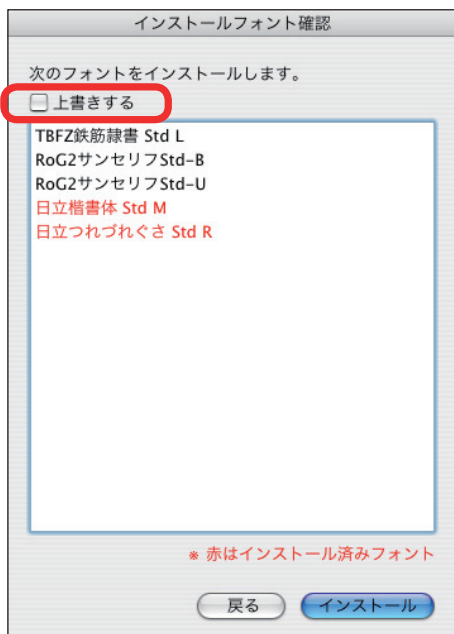 インストールフォント確認
次のフォントをインストールします。
上書きする
TBFZ鉄筋隷書 Std L
RoG2サンセリフStd-B
RoG2サンセリフStd-U
日立楷書体 Std M
日立つれづれぐさ Std R
※ 赤はインストール済みフォント
戻る
インストール